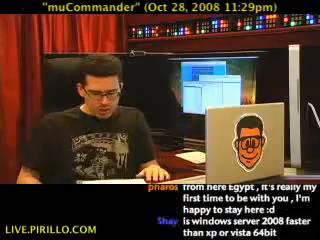 "muCommander" (Oct 28, 2008 11:29pm)
pharos from here Egypt , it's really my
first time to be with you , I'm
happy to stay here :d
Shay is windows server 2008 faster
than xp or vista 64bit
LIVE.PIRILLO.COM